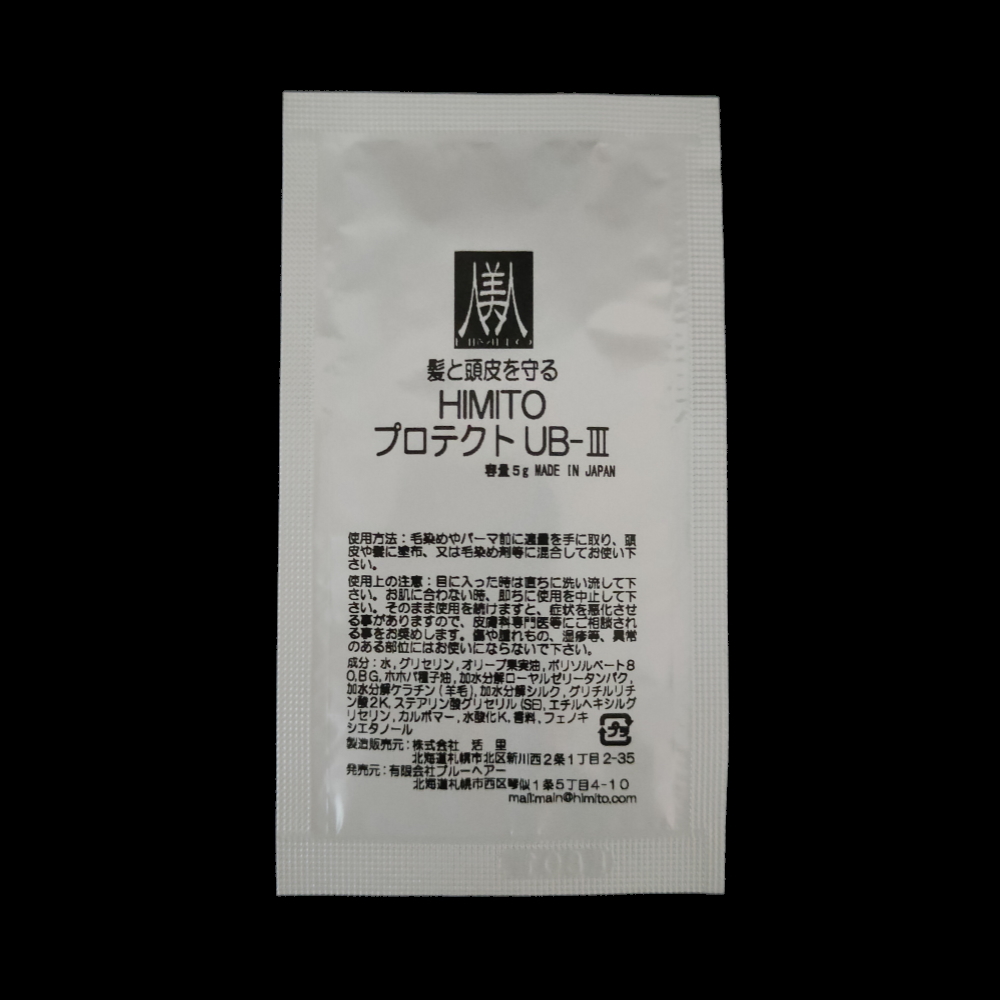 美
HIMITO
髪と頭皮を守る
HIMITO
プロテクト UB-Ⅲ
容量5g MADE IN JAPAN
使用方法：毛染めやパーマ前に適量を手に取り、頭
皮や髪に塗布、又は毛染め剤等に混合してお使い下
さい。
使用上の注意：目に入った時は直ちに洗い流して下
さい。お肌に合わない時、即ちに使用を中止して下
さい。そのまま使用を続けますと、症状を悪化させ
る事がありますので、皮膚科専門医等にご相談され
る事をお奨めします。傷や腫れもの、湿疹等、異常
のある部位にはお使いにならないで下さい。
成分：水,グリセリン,オリーブ果実油,ポリソルベート8
0,BG,ホホバ種子油,加水分解ローヤルゼリータンパク,
加水分解ケラチン(羊毛),加水分解シルク,グリチルリチ
ン酸2K,ステアリン酸グリセリル(SE),エチルヘキシルグ
リセリン,カルボマー,水酸化K,香料,フェノキ
シエタノール
プラ
製造販売元：株式会社 活里
北海道札幌市北区新川西2条1丁目2-35
発売元：有限会社ブルーヘアー
北海道札幌市西区琴似1条5丁目4-10
mail:main@himito.com